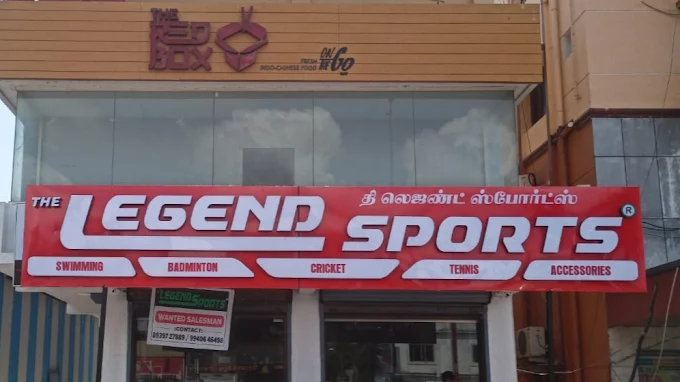 THE RED BOX
FRESH INDO-CHINESE FOOD
ON THE GO
THE LEGEND SPORTS
தி லெஜண்ட் ஸ்போர்ட்ஸ்
®
SWIMMING BADMINTON CRICKET TENNIS ACCESSORIES
LEGEND SPORTS
WANTED SALESMAN
(CONTACT)